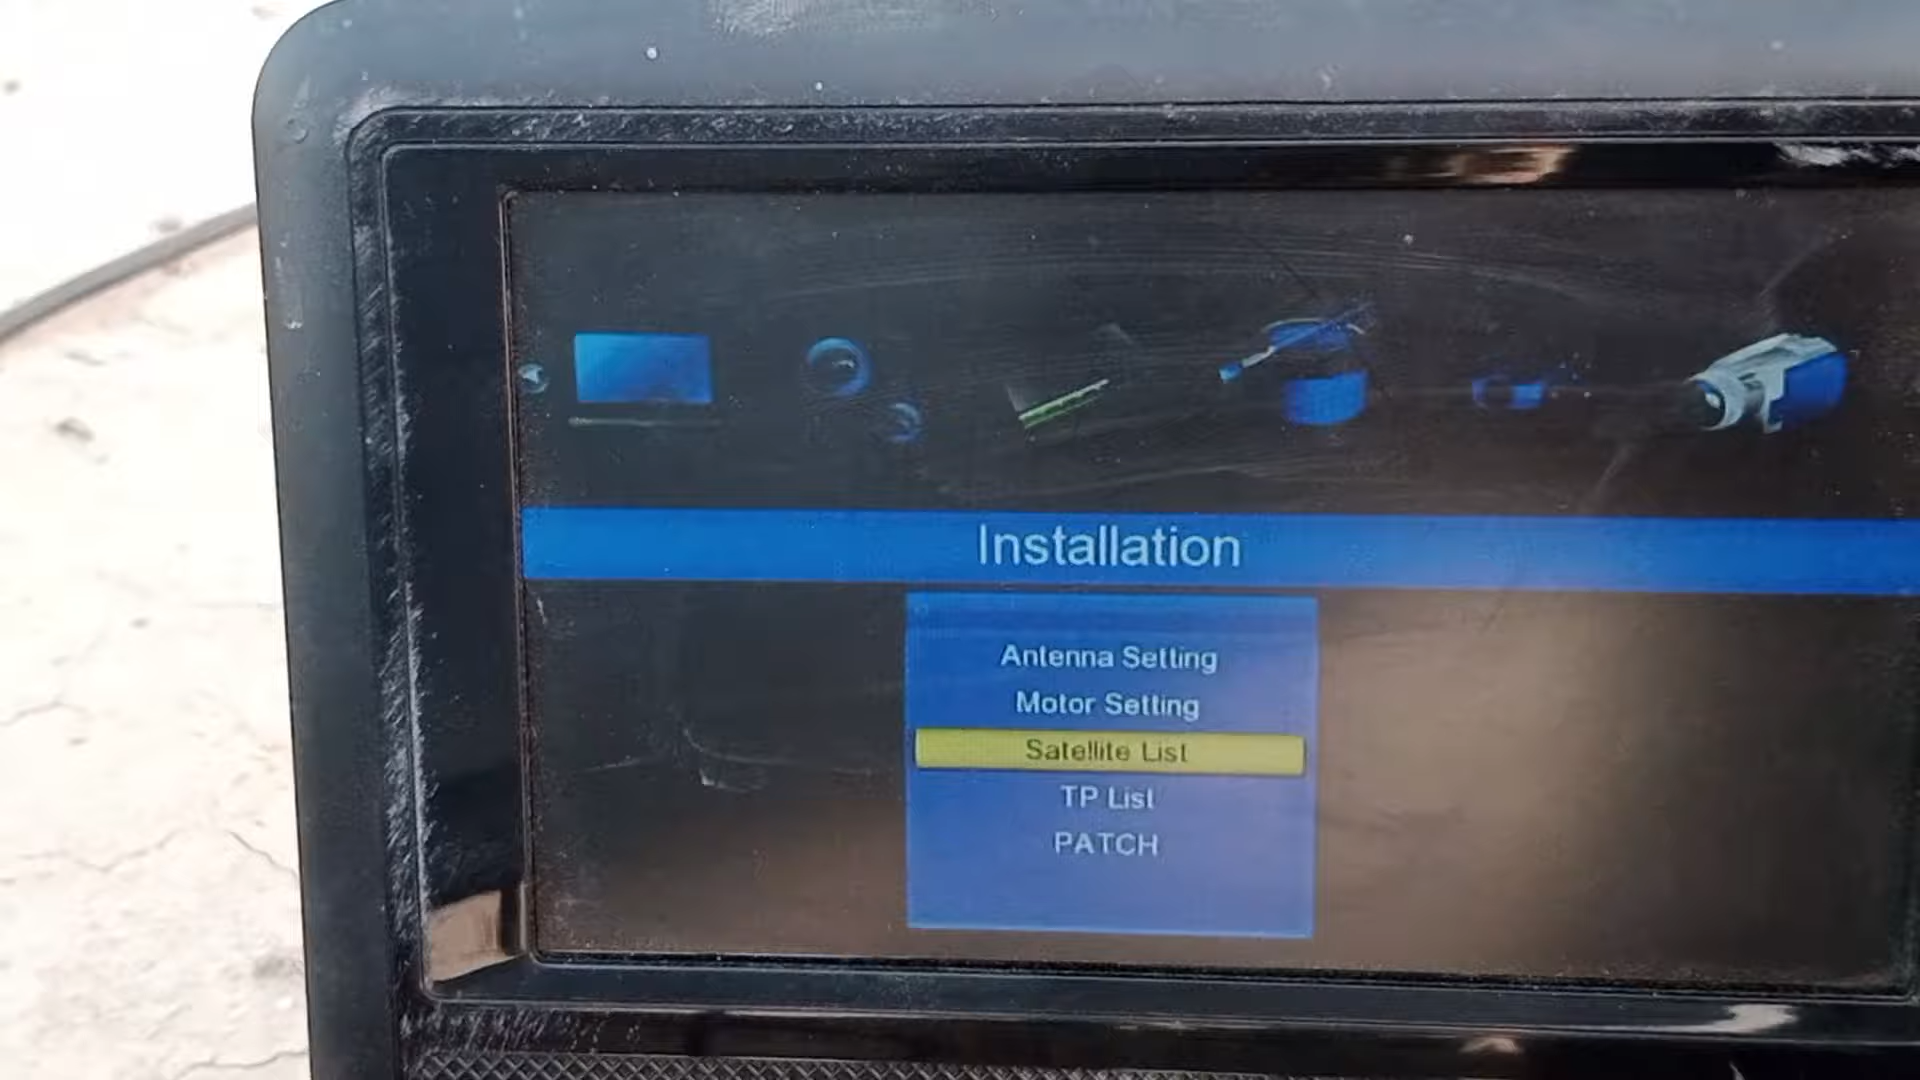 Installation
Antenna Setting
Motor Setting
Satellite List
TP List
PATCH